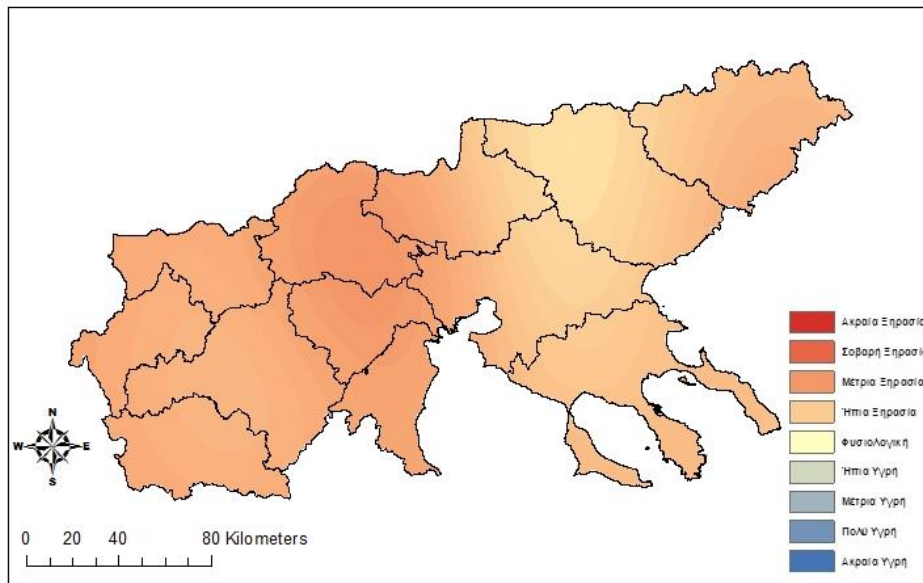 Ακραία Ξηρασία
Σοβαρή Ξηρασία
Μέτρια Ξηρασία
Ήπια Ξηρασία
Φυσιολογική
Ήπια Υγρή
Μέτρια Υγρή
Πολύ Υγρή
Ακραία Υγρή
N
W E
S
0 20 40 80 Kilometers